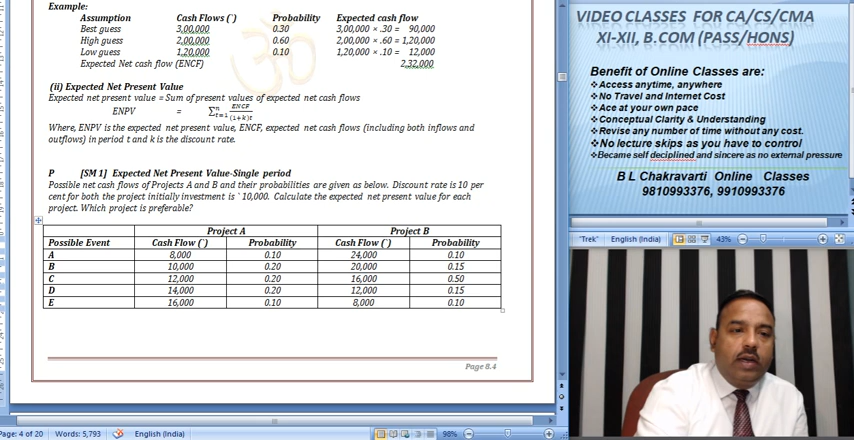 Example:
Assumption Cash Flows (`) Probability Expected cash flow
Best guess 3,00,000 0.30 3,00,000 × .30 = 90,000
High guess 2,00,000 0.60 2,00,000 × .60 = 1,20,000
Low guess 1,20,000 0.10 1,20,000 × .10 = 12,000
Expected Net cash flow (ENCF) 2,32,000
(ii) Expected Net Present Value
Expected net present value = Sum of present values of expected net cash flows
ENPV = ∑ⁿₜ₌₁ ENCF/(1+k)t
Where, ENPV is the expected net present value, ENCF, expected net cash flows (including both inflows and
outflows) in period t and k is the discount rate.
P [SM 1] Expected Net Present Value-Single period
Possible net cash flows of Projects A and B and their probabilities are given as below. Discount rate is 10 per
cent for both the project initially investment is ` 10,000. Calculate the expected net present value for each
project. Which project is preferable?
Project A Project B
Possible Event Cash Flow (`) Probability Cash Flow (`) Probability
A 8,000 0.10 24,000 0.10
B 10,000 0.20 20,000 0.15
C 12,000 0.20 16,000 0.50
D 14,000 0.20 12,000 0.15
E 16,000 0.10 8,000 0.10
Page 8.4
Page: 4 of 20 Words: 5,793 English (India) 98%
VIDEO CLASSES FOR CA/CS/CMA
XI-XII, B.COM (PASS/HONS)
Benefit of Online Classes are:
❖Access anytime, anywhere
❖No Travel and Internet Cost
❖Ace at your own pace
❖Conceptual Clarity & Understanding
❖Revise any number of time without any cost.
❖No lecture skips as you have to control
❖Became self deciplined and sincere as no external pressure
B L Chakravarti Online Classes
9810993376, 9910993376
"Trek" English (India) 43%